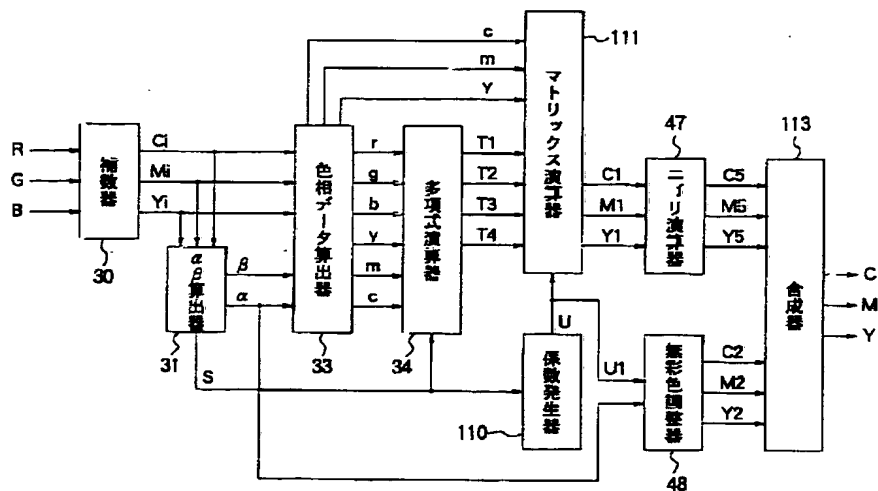 c
m
Y
111
マトリックス演算器
R
G
B
補数器
30
Ci
Mi
Yi
αβ算出器
31
β
α
S
色相データ算出器
33
r
g
b
y
m
c
多項式演算器
34
T1
T2
T3
T4
C1
M1
Y1
47
C5
M5
Y5
113
合成器
C
M
Y
U
係数発生器
110
U1
無彩色調整器
48
C2
M2
Y2